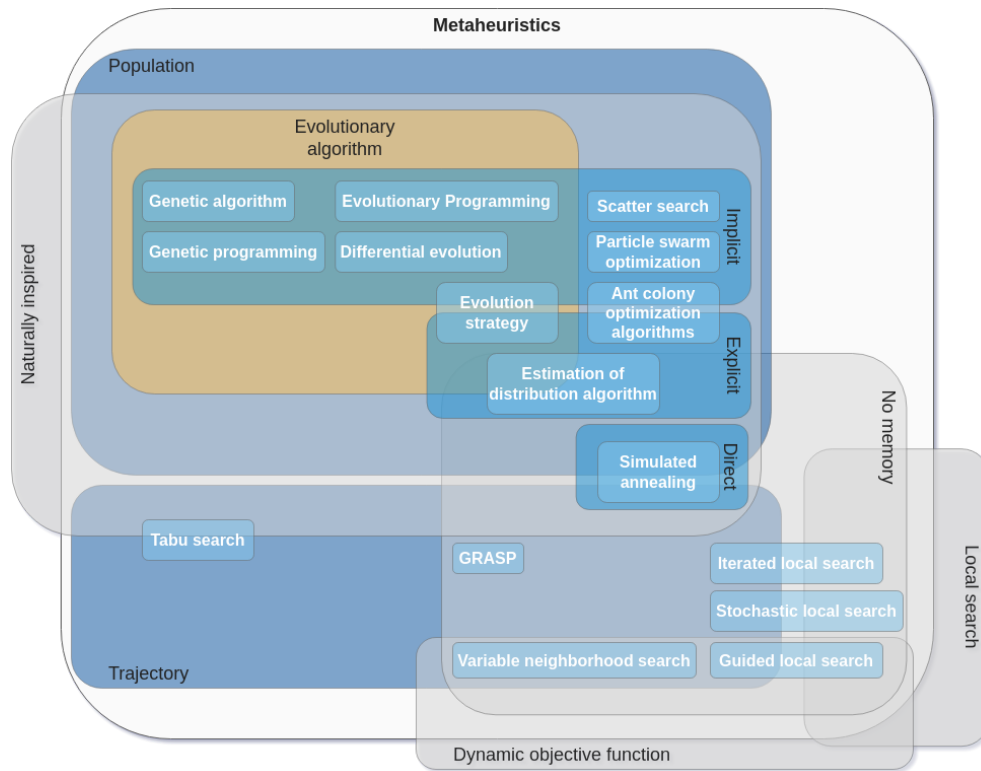 Metaheuristics
Population
Evolutionary
algorithm
Genetic algorithm
Evolutionary Programming
Scatter search
Implicit
Genetic programming
Differential evolution
Particle swarm
optimization
Naturally inspired
Evolution
strategy
Ant colony
optimization
algorithms
Explicit
Estimation of
distribution algorithm
No memory
Simulated
annealing
Direct
Tabu search
GRASP
Iterated local search
Stochastic local search
Local search
Variable neighborhood search
Guided local search
Trajectory
Dynamic objective function